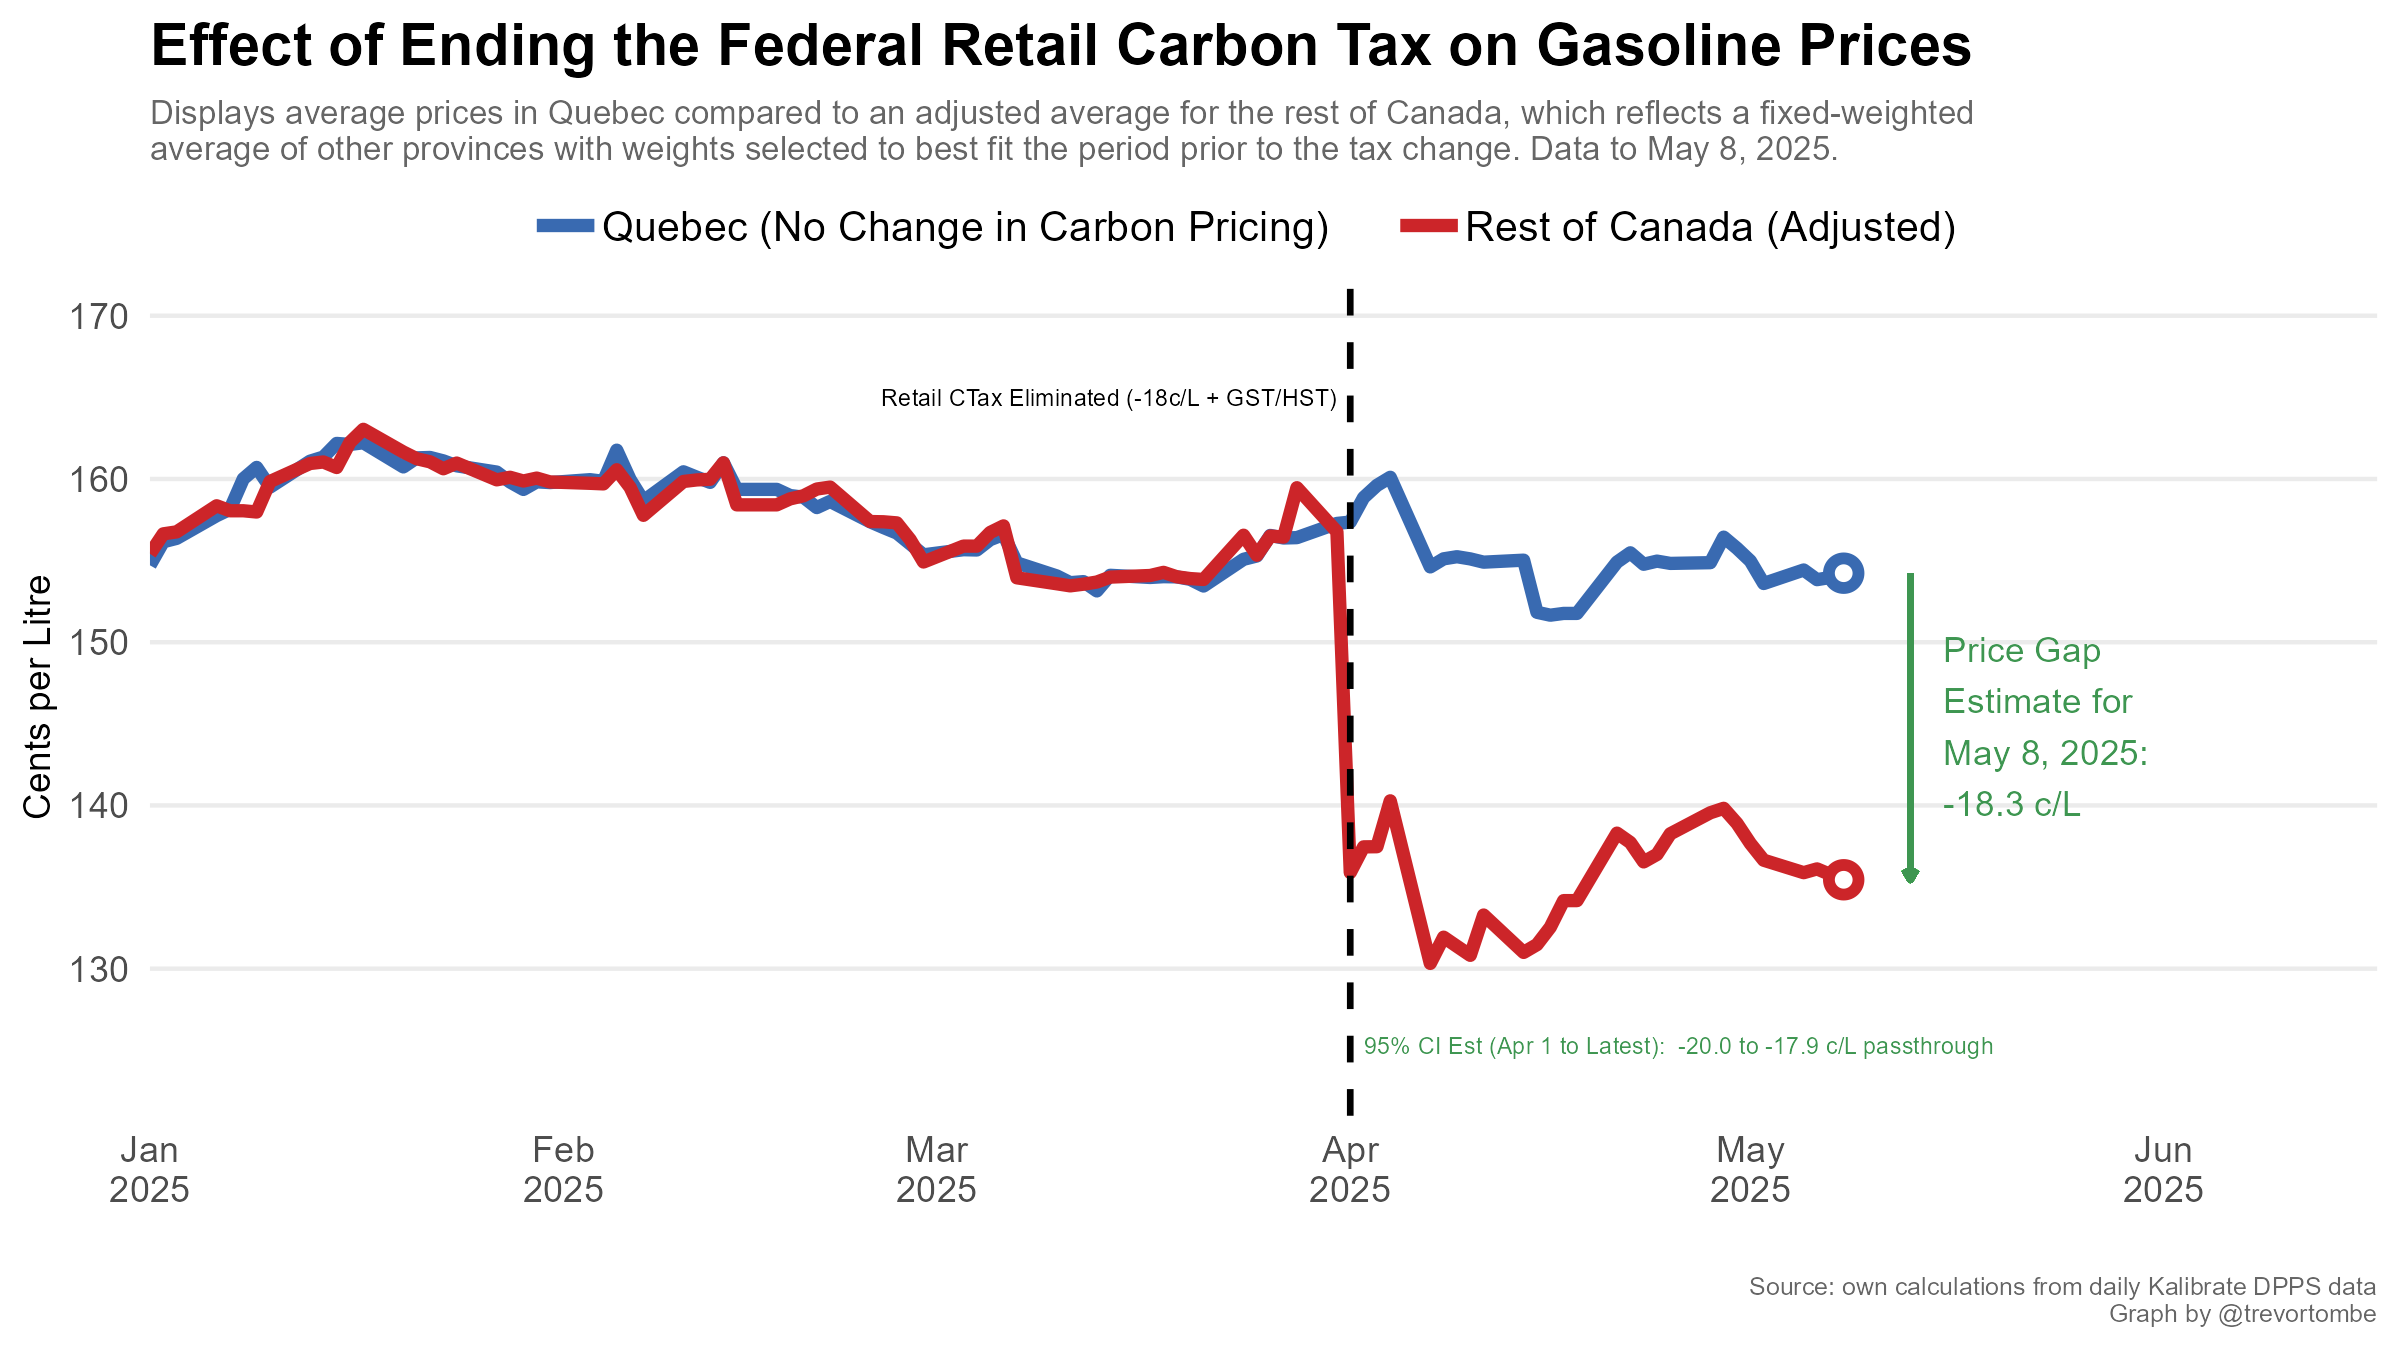 Effect of Ending the Federal Retail Carbon Tax on Gasoline Prices
Displays average prices in Quebec compared to an adjusted average for the rest of Canada, which reflects a fixed-weighted
average of other provinces with weights selected to best fit the period prior to the tax change. Data to May 8, 2025.
Quebec (No Change in Carbon Pricing)
Rest of Canada (Adjusted)
Cents per Litre
170
160
150
140
130
Retail CTax Eliminated (-18c/L + GST/HST)
Price Gap
Estimate for
May 8, 2025:
-18.3 c/L
95% CI Est (Apr 1 to Latest):  -20.0 to -17.9 c/L passthrough
Jan
2025
Feb
2025
Mar
2025
Apr
2025
May
2025
Jun
2025
Source: own calculations from daily Kalibrate DPPS data
Graph by @trevortombe